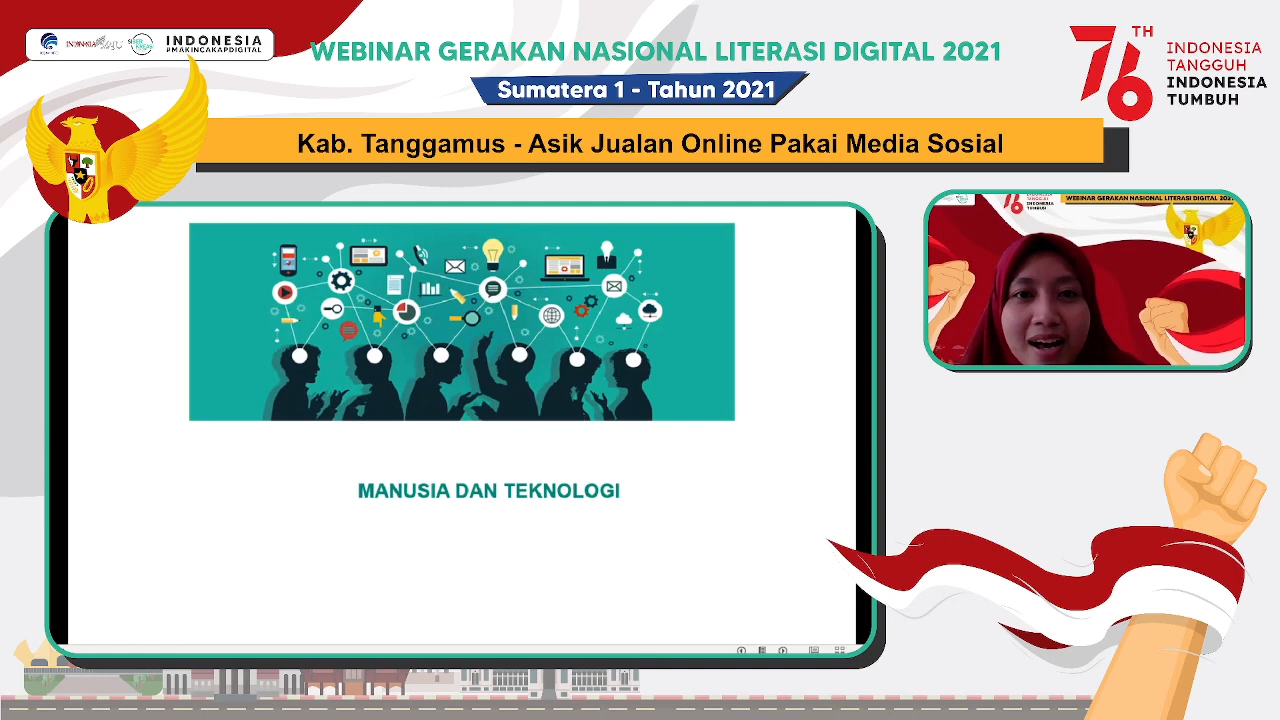 INDONESIA
#MAKINCAKAPDIGITAL
WEBINAR GERAKAN NASIONAL LITERASI DIGITAL 2021
Sumatera 1 - Tahun 2021
76 TH
INDONESIA
TANGGUH
INDONESIA
TUMBUH
Kab. Tanggamus - Asik Jualan Online Pakai Media Sosial
WEBINAR GERAKAN NASIONAL LITERASI DIGITAL 2021
MANUSIA DAN TEKNOLOGI